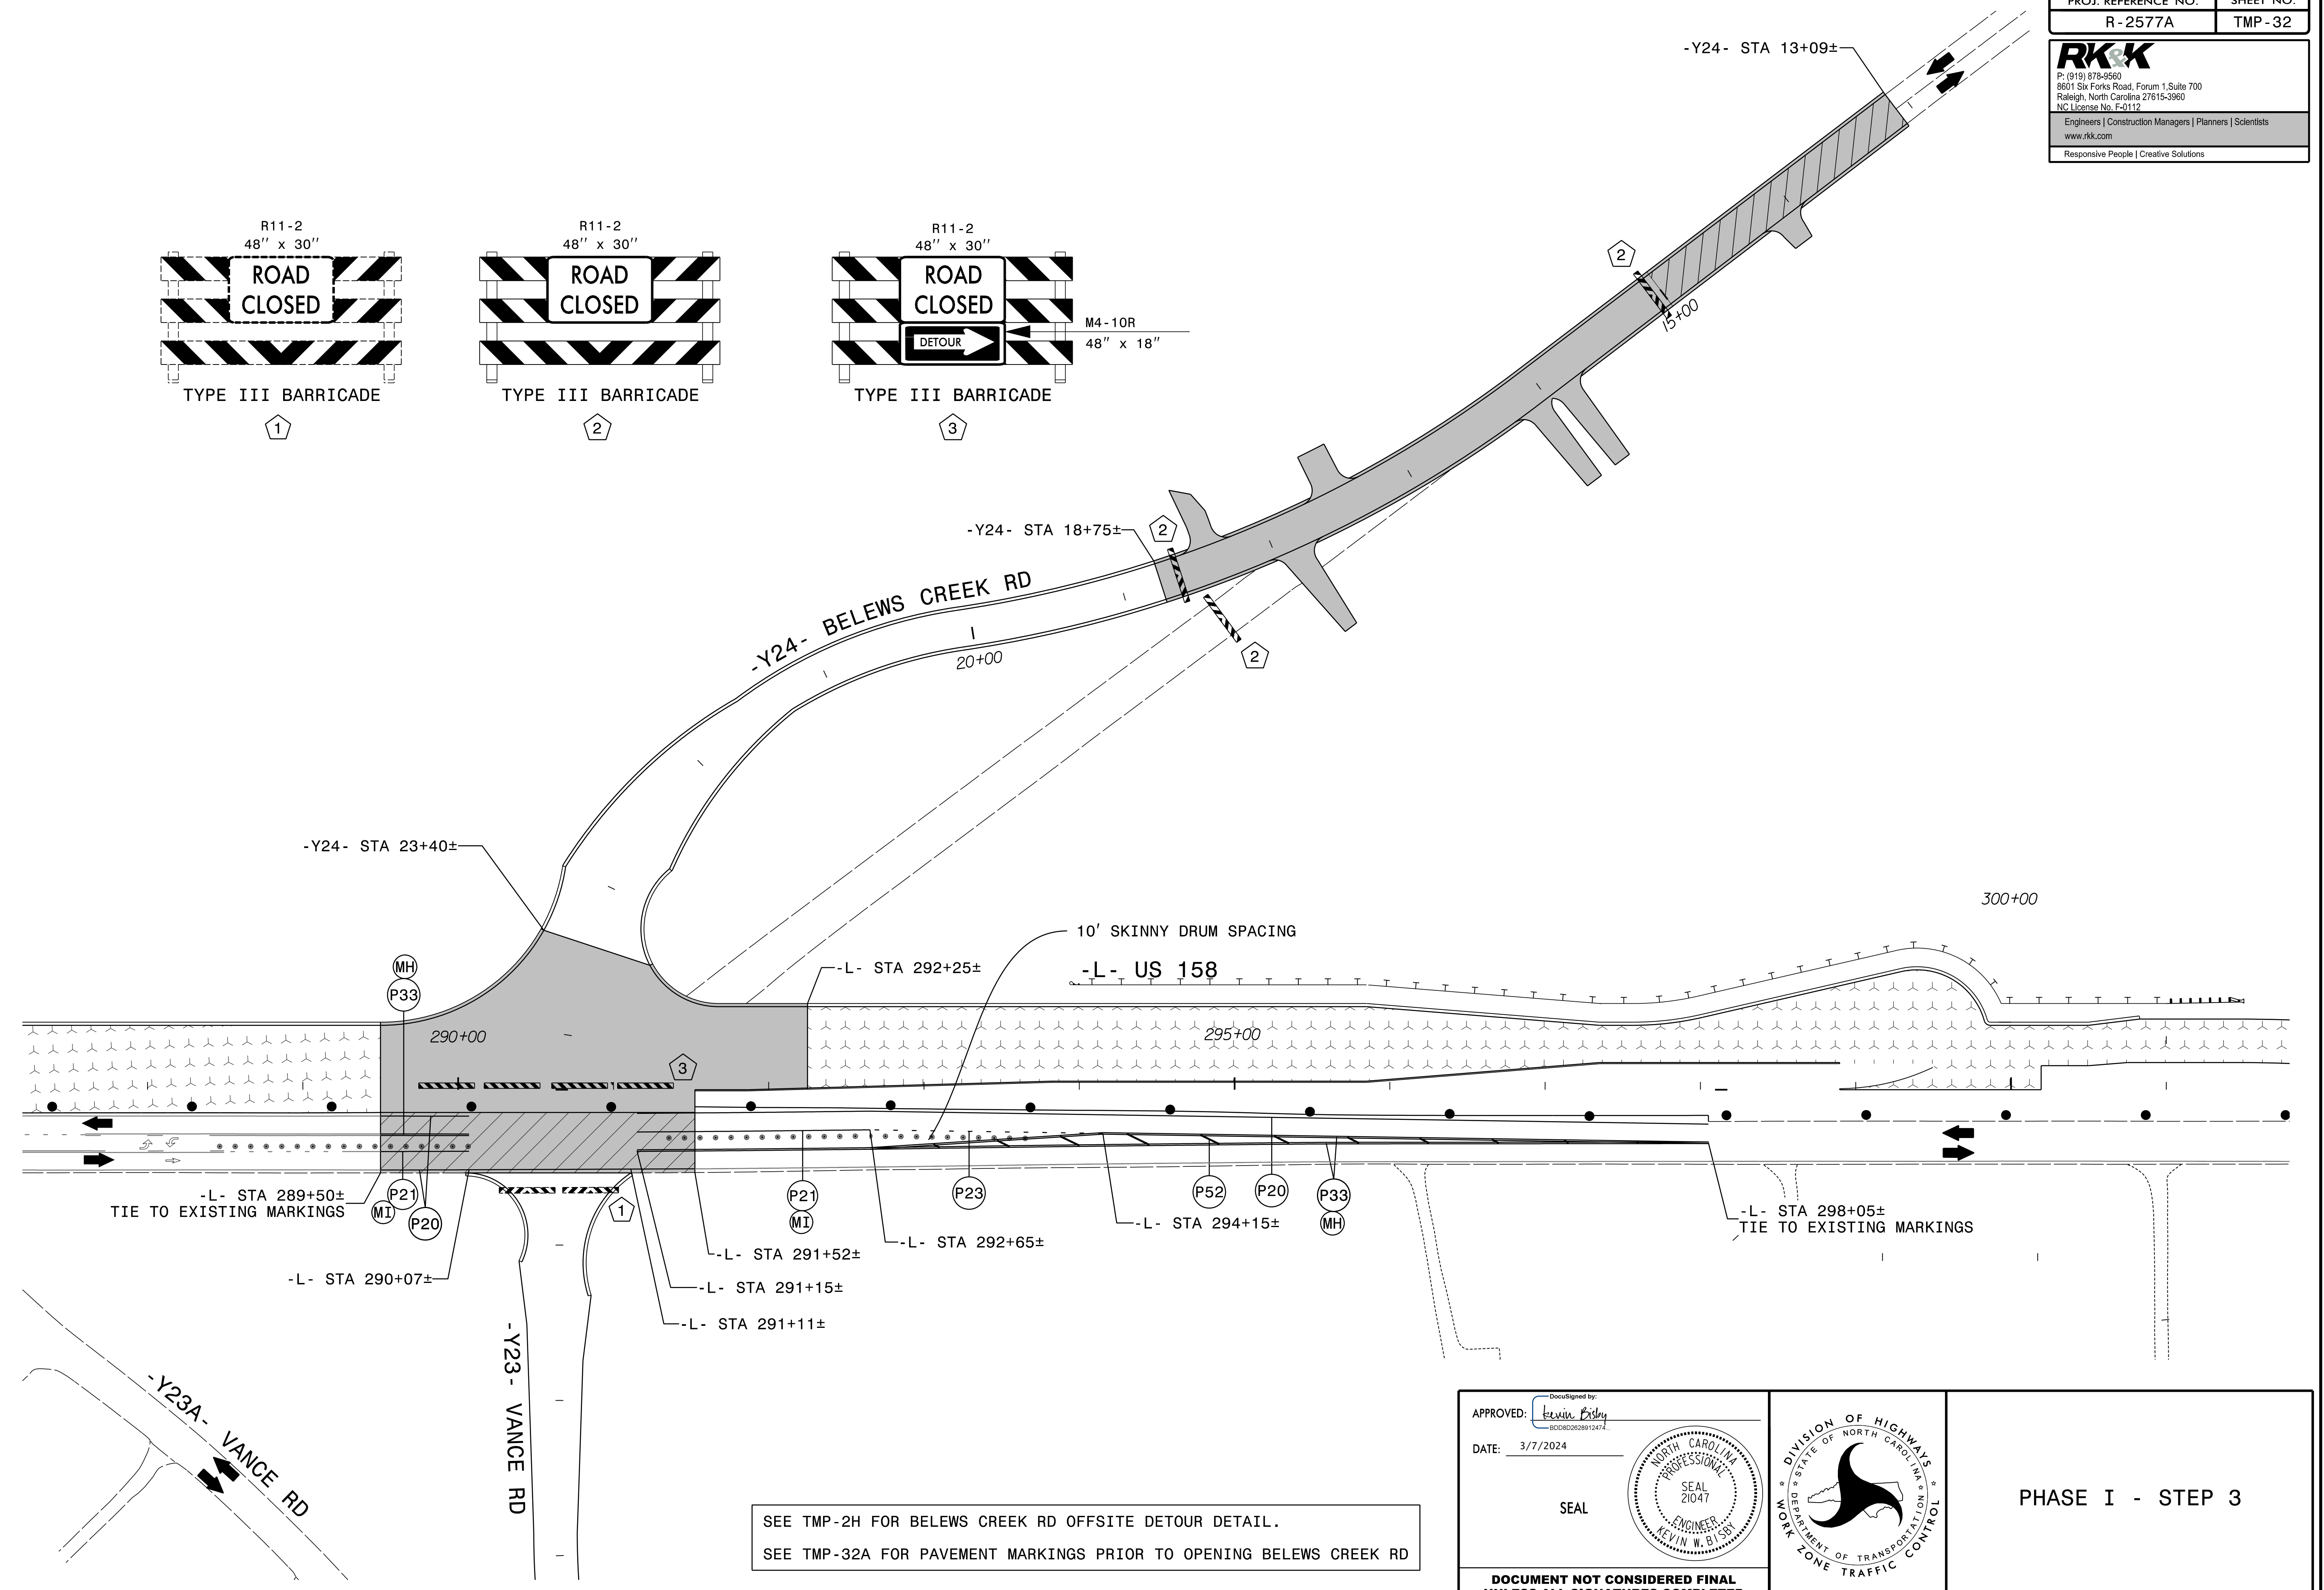 PROJ. REFERENCE NO.
SHEET NO.
R-2577A
TMP-32
RK&K
P: (919) 878-9560
8601 Six Forks Road, Forum 1,Suite 700
Raleigh, North Carolina 27615-3960
NC License No. F-0112
Engineers | Construction Managers | Planners | Scientists
www.rkk.com
Responsive People | Creative Solutions
-Y24- STA 13+09±
R11-2
48" x 30"
ROAD
CLOSED
TYPE III BARRICADE
1
R11-2
48" x 30"
ROAD
CLOSED
TYPE III BARRICADE
2
R11-2
48" x 30"
ROAD
CLOSED
DETOUR
M4-10R
48" x 18"
TYPE III BARRICADE
3
2
15+00
-Y24- STA 18+75±
2
2
-Y24- BELEWS CREEK RD
20+00
-Y24- STA 23+40±
300+00
10' SKINNY DRUM SPACING
-L- STA 292+25±
-L- US 158
MH
P33
290+00
295+00
3
-L- STA 289+50±
TIE TO EXISTING MARKINGS
MI
P21
P20
1
P21
MI
P23
P52
P20
P33
MH
-L- STA 298+05±
TIE TO EXISTING MARKINGS
-L- STA 294+15±
-L- STA 292+65±
-L- STA 291+52±
-L- STA 290+07±
-L- STA 291+15±
-L- STA 291+11±
-Y23- VANCE RD
-Y23A- VANCE RD
SEE TMP-2H FOR BELEWS CREEK RD OFFSITE DETOUR DETAIL.
SEE TMP-32A FOR PAVEMENT MARKINGS PRIOR TO OPENING BELEWS CREEK RD
DocuSigned by:
APPROVED: Kevin Bisby
BDD8D2628912474...
DATE: 3/7/2024
SEAL
NORTH CAROLINA
PROFESSIONAL
SEAL
21047
ENGINEER
KEVIN W. BISBY
DOCUMENT NOT CONSIDERED FINAL
UNLESS ALL SIGNATURES COMPLETED
DIVISION OF HIGHWAYS
STATE OF NORTH CAROLINA
DEPARTMENT OF TRANSPORTATION
WORK ZONE TRAFFIC CONTROL
PHASE I - STEP 3